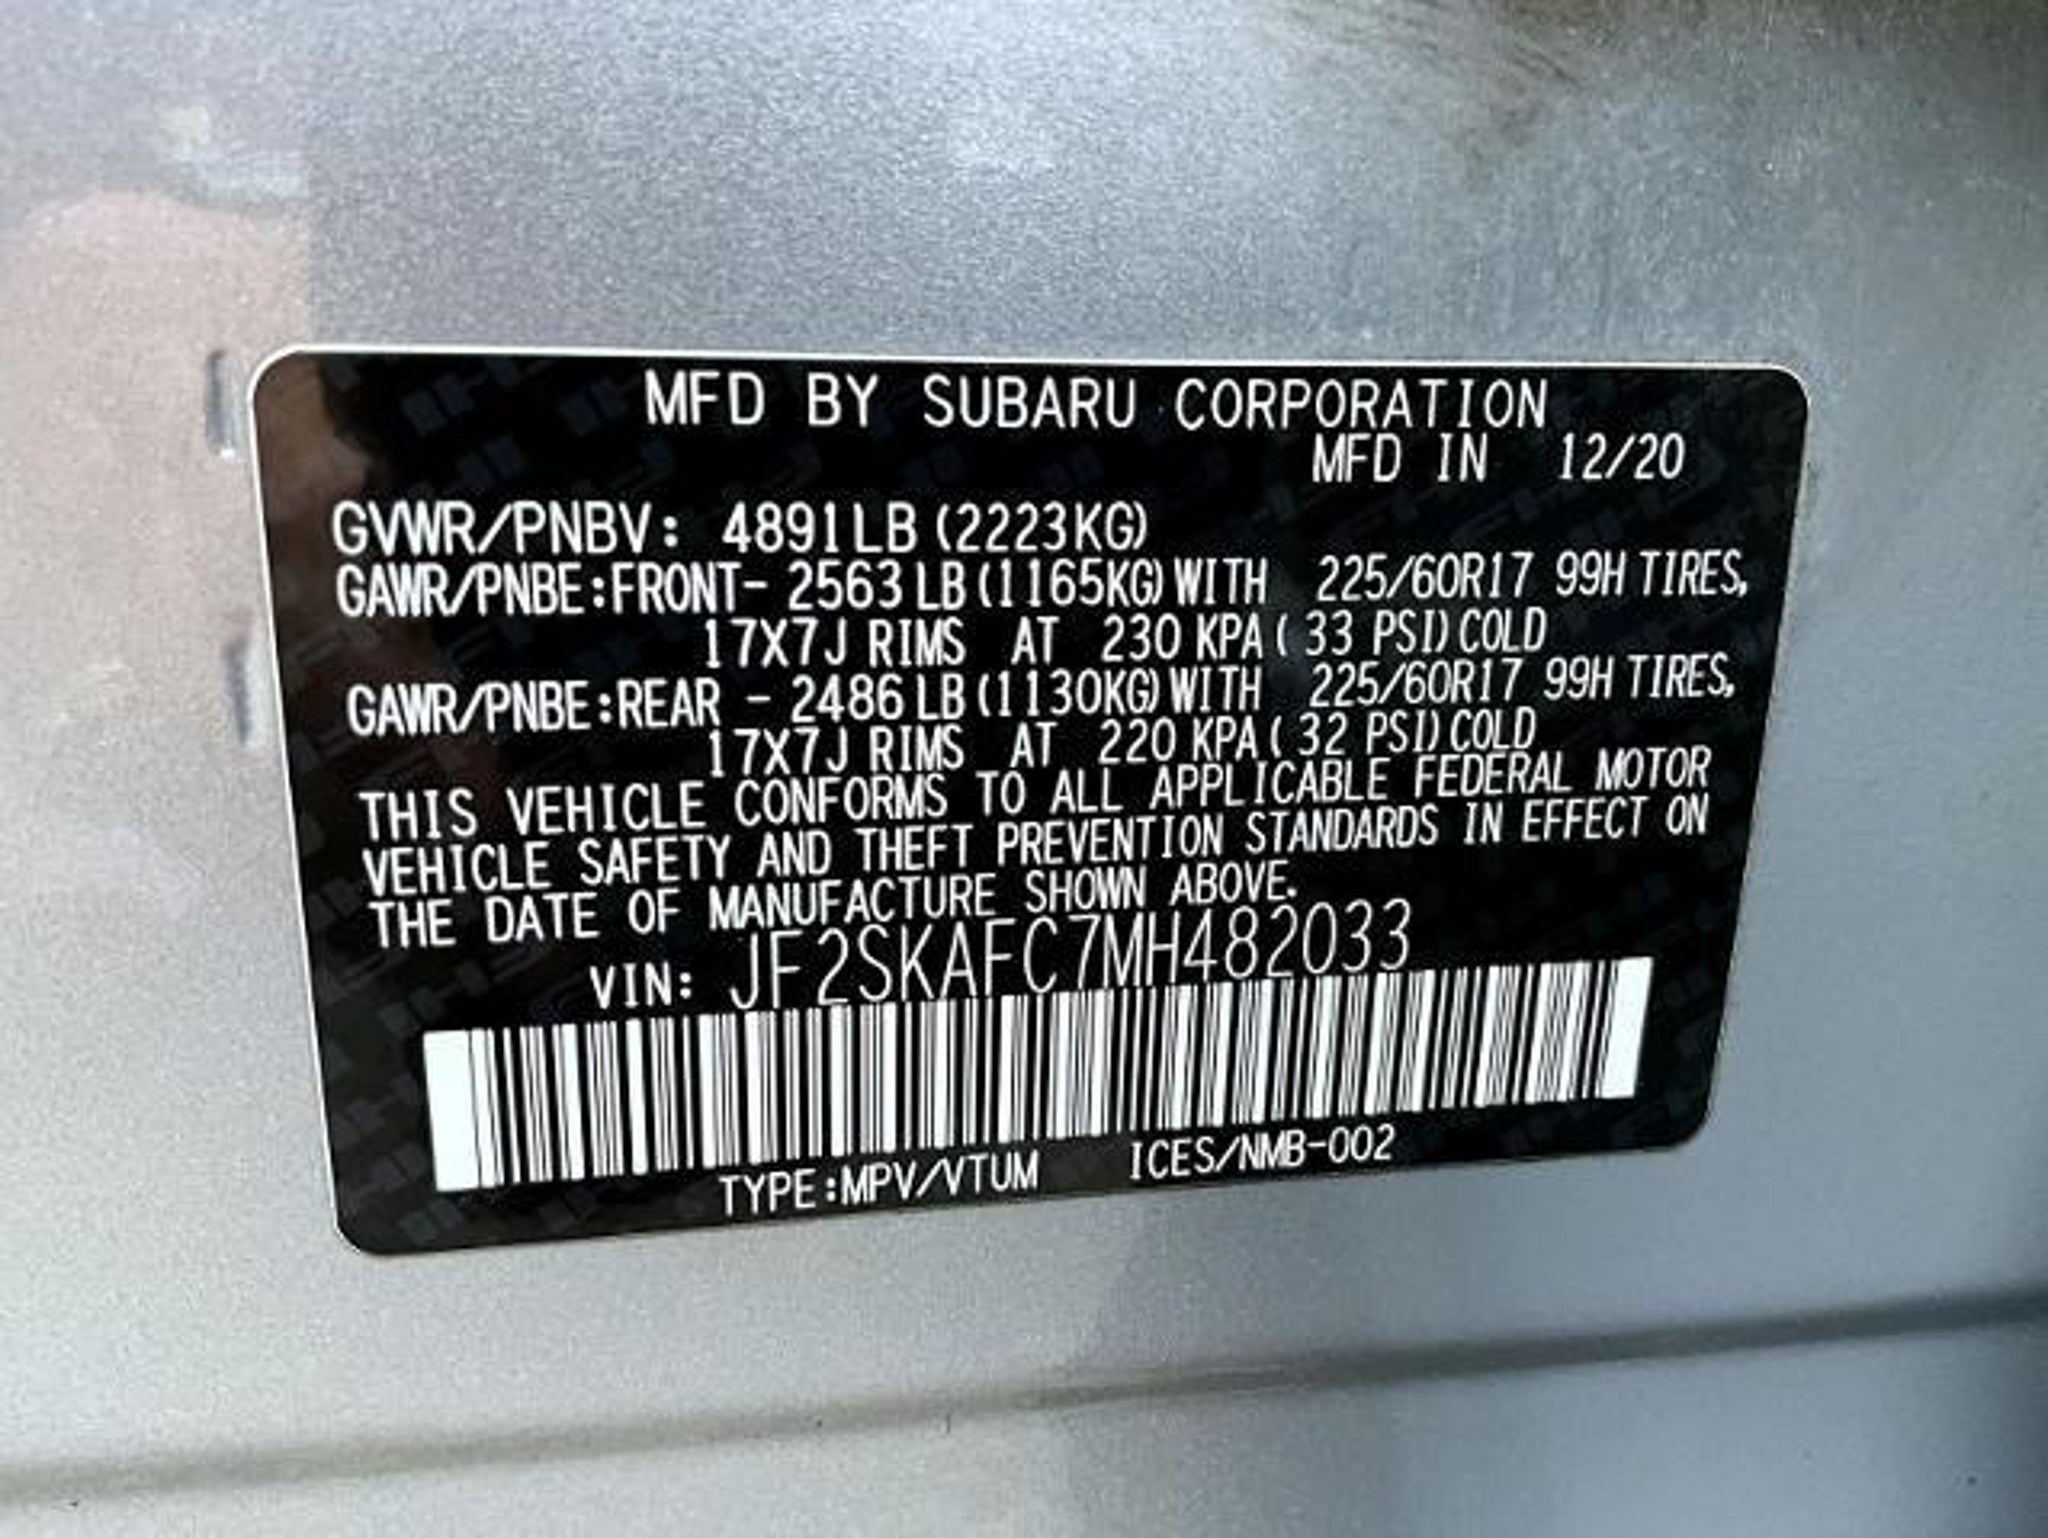 MFD BY SUBARU CORPORATION
MFD IN 12/20
GVWR/PNBV: 4891LB (2223KG)
GAWR/PNBE:FRONT- 2563 LB (1165KG) WITH 225/60R17 99H TIRES,
17X7J RIMS AT 230 KPA ( 33 PSI) COLD
GAWR/PNBE:REAR - 2486 LB (1130KG) WITH 225/60R17 99H TIRES,
17X7J RIMS AT 220 KPA ( 32 PSI) COLD
THIS VEHICLE CONFORMS TO ALL APPLICABLE FEDERAL MOTOR
VEHICLE SAFETY AND THEFT PREVENTION STANDARDS IN EFFECT ON
THE DATE OF MANUFACTURE SHOWN ABOVE.
VIN: JF2SKAFC7MH482033
TYPE:MPV/VTUM ICES/NMB-002